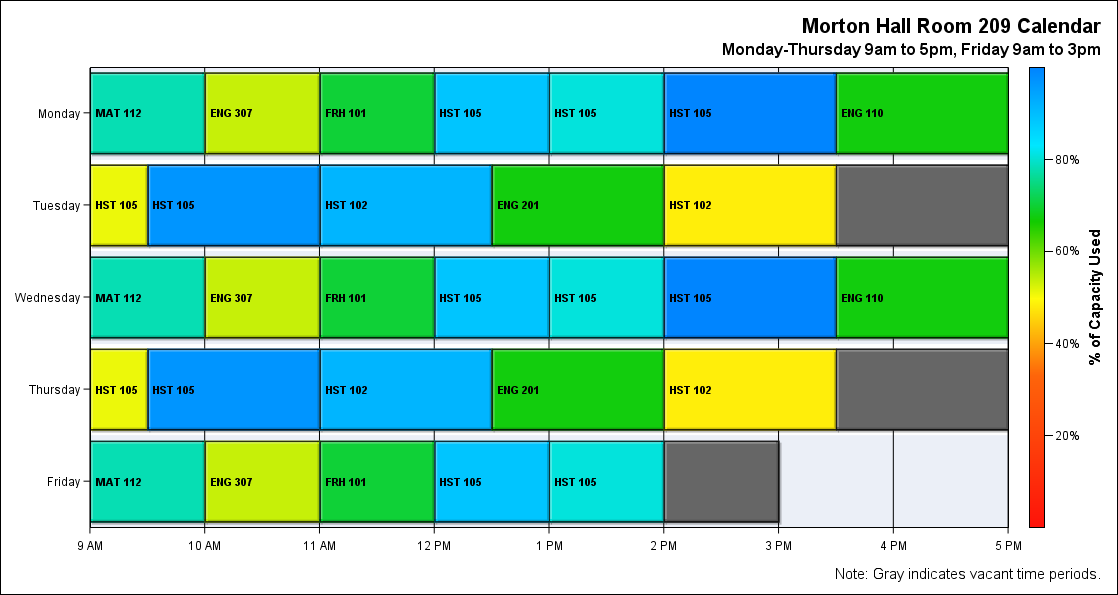 Morton Hall Room 209 Calendar
Monday-Thursday 9am to 5pm, Friday 9am to 3pm
Monday
MAT 112 ENG 307 FRH 101 HST 105 HST 105 HST 105 ENG 110
Tuesday
HST 105 HST 105 HST 102 ENG 201 HST 102
Wednesday
MAT 112 ENG 307 FRH 101 HST 105 HST 105 HST 105 ENG 110
Thursday
HST 105 HST 105 HST 102 ENG 201 HST 102
Friday
MAT 112 ENG 307 FRH 101 HST 105 HST 105
9 AM 10 AM 11 AM 12 PM 1 PM 2 PM 3 PM 4 PM 5 PM
80%
60%
40%
20%
% of Capacity Used
Note: Gray indicates vacant time periods.